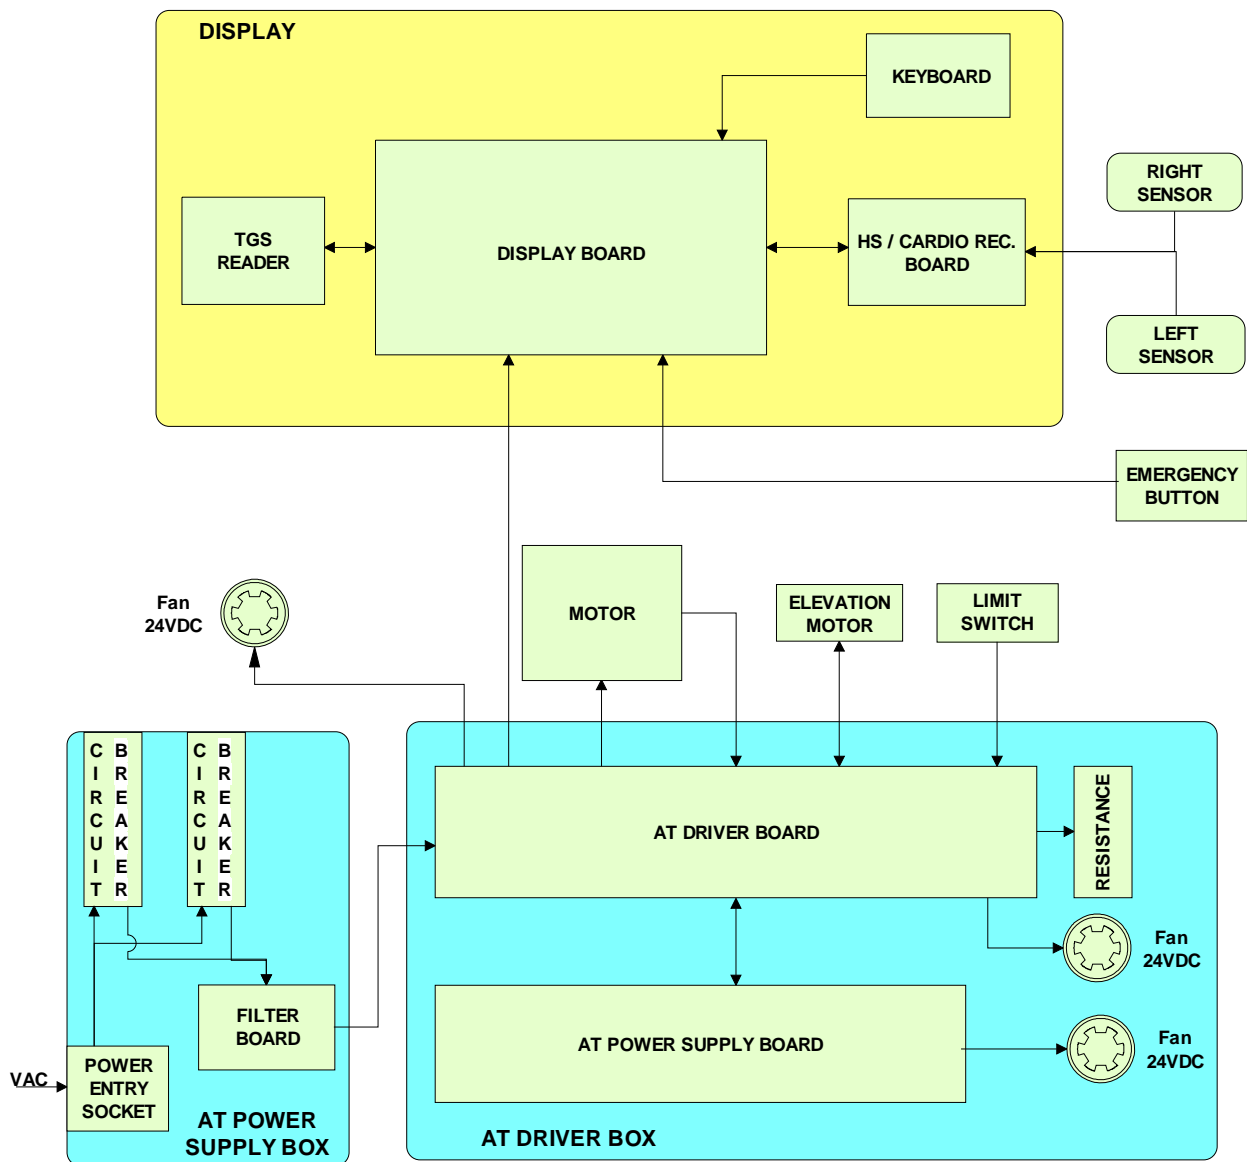 DISPLAY
KEYBOARD
RIGHT
SENSOR
TGS
READER
DISPLAY BOARD
HS / CARDIO REC.
BOARD
LEFT
SENSOR
EMERGENCY
BUTTON
Fan
24VDC
MOTOR
ELEVATION
MOTOR
LIMIT
SWITCH
CIRCUIT
BREAKER
CIRCUIT
BREAKER
AT DRIVER BOARD
RESISTANCE
Fan
24VDC
FILTER
BOARD
AT POWER SUPPLY BOARD
Fan
24VDC
VAC
POWER
ENTRY
SOCKET
AT POWER
SUPPLY BOX
AT DRIVER BOX